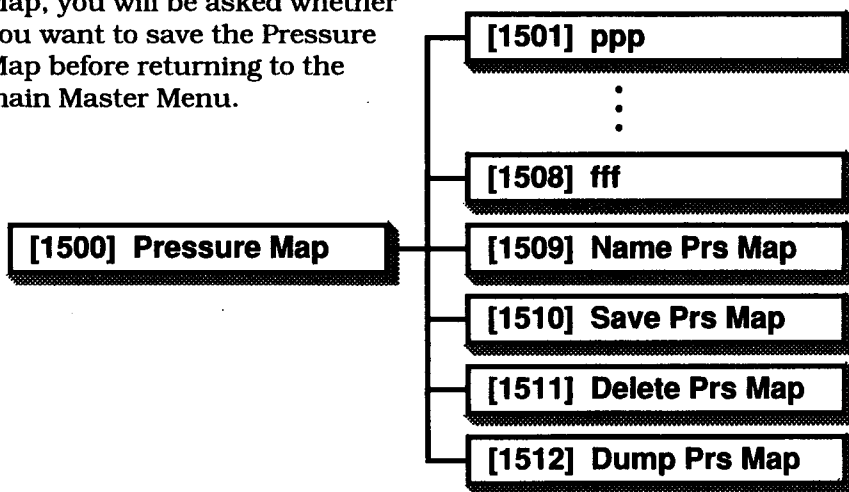 Map, you will be asked whether
you want to save the Pressure
Map before returning to the
main Master Menu.
[1501] ppp
[1508] fff
[1500] Pressure Map
[1509] Name Prs Map
[1510] Save Prs Map
[1511] Delete Prs Map
[1512] Dump Prs Map